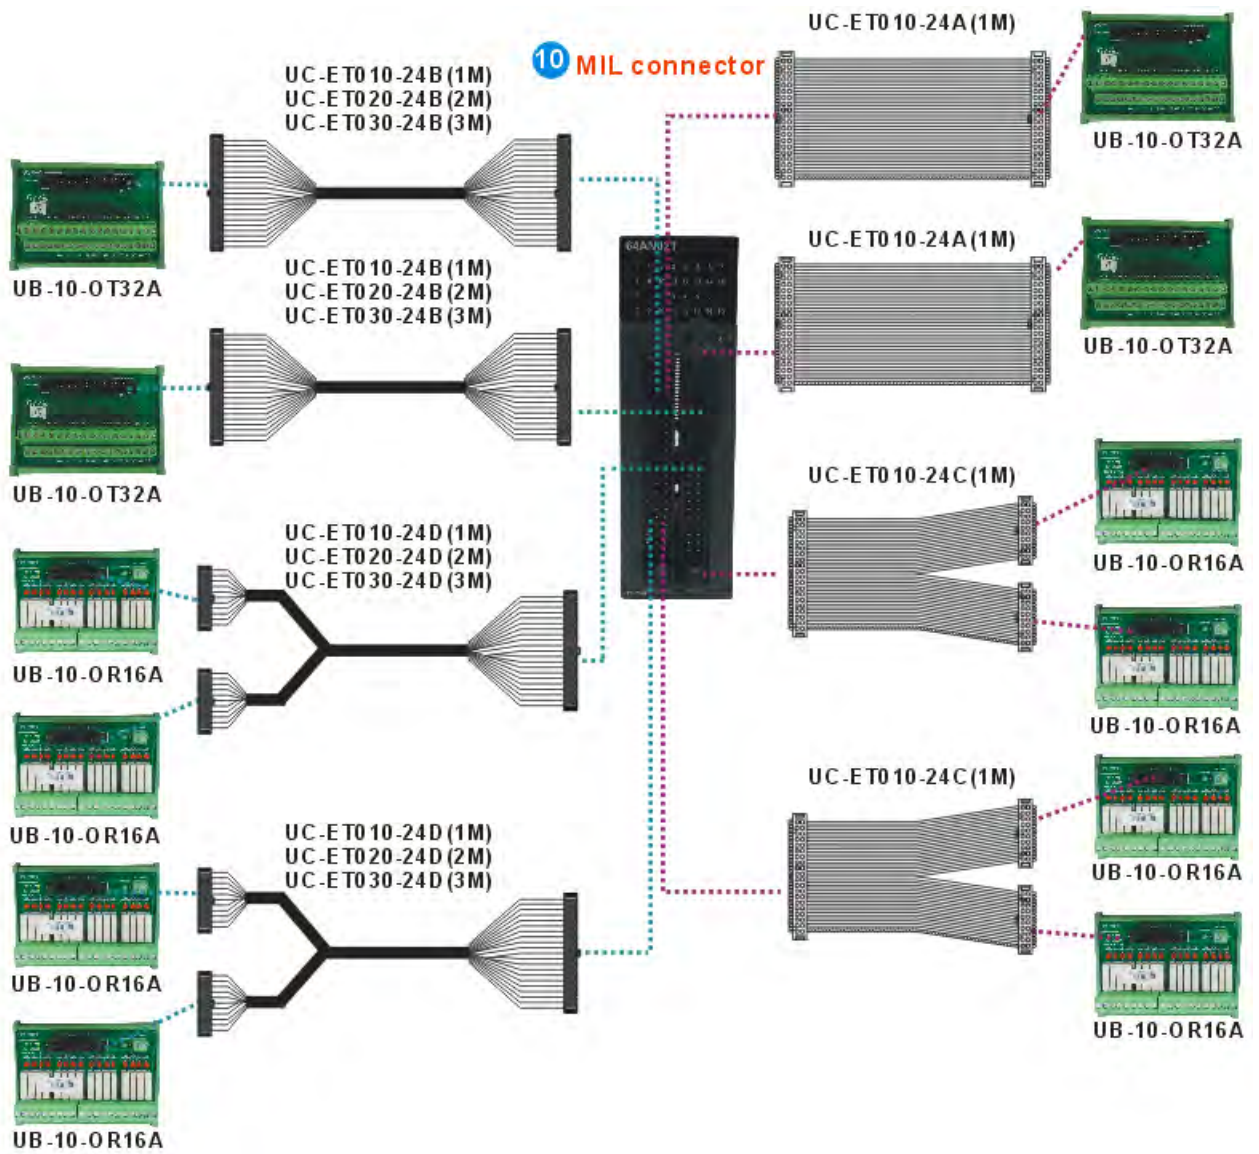 UC-ET010-24A(1M)
10 MIL connector
UC-ET010-24B(1M)
UC-ET020-24B(2M)
UC-ET030-24B(3M)
UB-10-OT32A
UC-ET010-24A(1M)
64AN02T
UC-ET010-24B(1M)
UC-ET020-24B(2M)
UC-ET030-24B(3M)
UB-10-OT32A
UB-10-OT32A
UC-ET010-24C(1M)
UB-10-OT32A
UC-ET010-24D(1M)
UC-ET020-24D(2M)
UC-ET030-24D(3M)
UB-10-OR16A
UB-10-OR16A
UB-10-OR16A
UC-ET010-24C(1M)
UB-10-OR16A
UC-ET010-24D(1M)
UC-ET020-24D(2M)
UC-ET030-24D(3M)
UB-10-OR16A
UB-10-OR16A
UB-10-OR16A
UB-10-OR16A